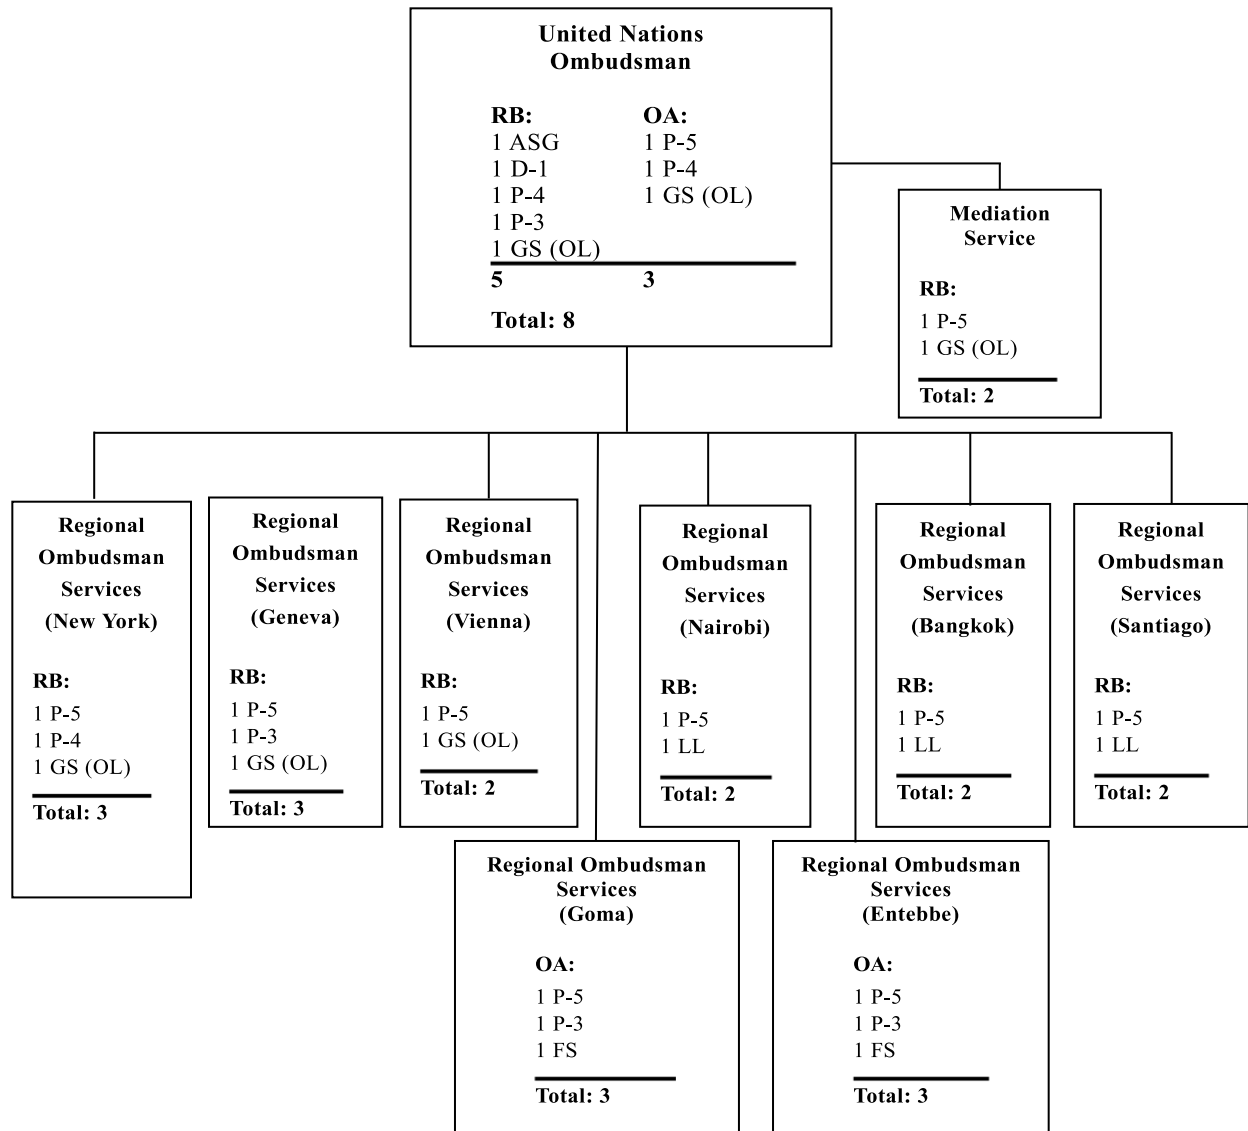 United Nations
Ombudsman
RB:
1 ASG
1 D-1
1 P-4
1 P-3
1 GS (OL)
5
OA:
1 P-5
1 P-4
1 GS (OL)
3
Total: 8
Mediation
Service
RB:
1 P-5
1 GS (OL)
Total: 2
Regional
Ombudsman
Services
(New York)
RB:
1 P-5
1 P-4
1 GS (OL)
Total: 3
Regional
Ombudsman
Services
(Geneva)
RB:
1 P-5
1 P-3
1 GS (OL)
Total: 3
Regional
Ombudsman
Services
(Vienna)
RB:
1 P-5
1 GS (OL)
Total: 2
Regional
Ombudsman
Services
(Nairobi)
RB:
1 P-5
1 LL
Total: 2
Regional
Ombudsman
Services
(Bangkok)
RB:
1 P-5
1 LL
Total: 2
Regional
Ombudsman
Services
(Santiago)
RB:
1 P-5
1 LL
Total: 2
Regional Ombudsman
Services
(Goma)
OA:
1 P-5
1 P-3
1 FS
Total: 3
Regional Ombudsman
Services
(Entebbe)
OA:
1 P-5
1 P-3
1 FS
Total: 3